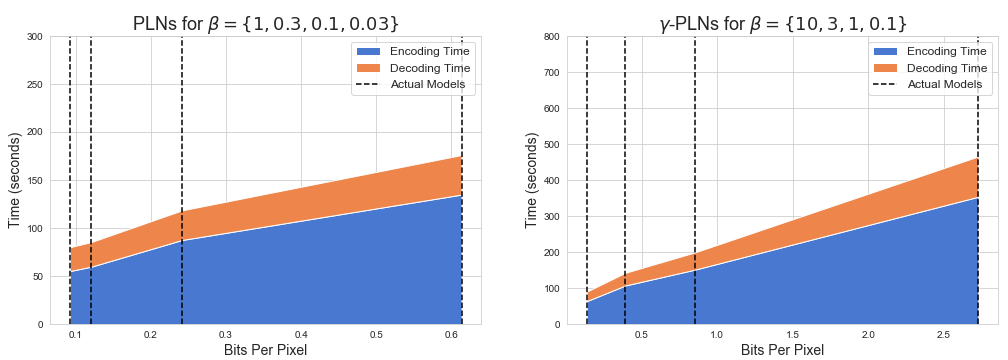 PLNs for β = {1, 0.3, 0.1, 0.03}
300
250
200
150
100
50
0
Time (seconds)
Encoding Time
Decoding Time
Actual Models
0.1 0.2 0.3 0.4 0.5 0.6
Bits Per Pixel
γ-PLNs for β = {10, 3, 1, 0.1}
800
700
600
500
400
300
200
100
0
Time (seconds)
Encoding Time
Decoding Time
Actual Models
0.5 1.0 1.5 2.0 2.5
Bits Per Pixel